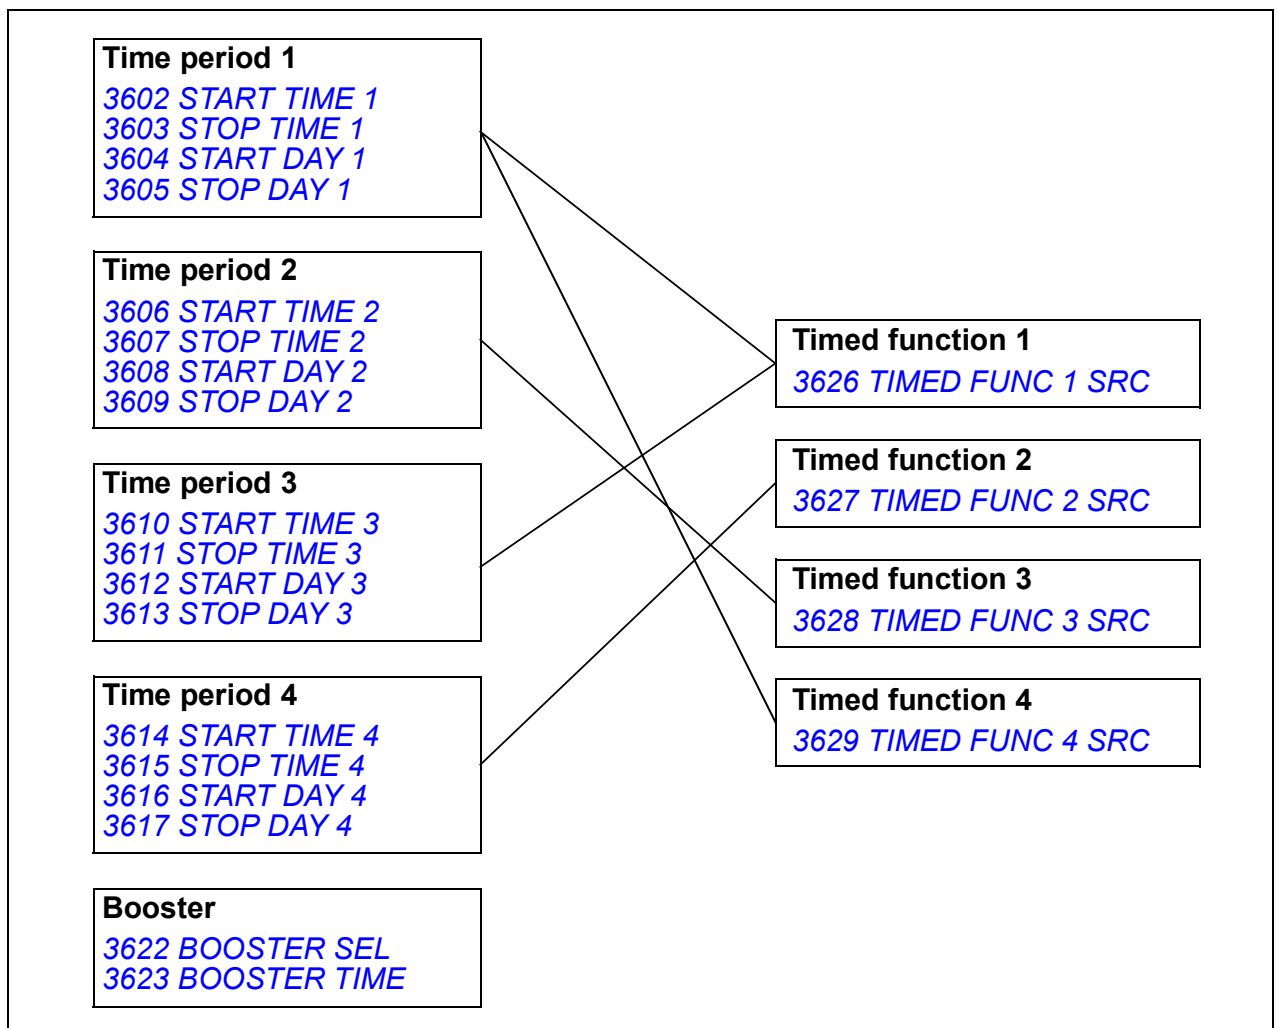 Time period 1
3602 START TIME 1
3603 STOP TIME 1
3604 START DAY 1
3605 STOP DAY 1
Time period 2
3606 START TIME 2
3607 STOP TIME 2
3608 START DAY 2
3609 STOP DAY 2
Time period 3
3610 START TIME 3
3611 STOP TIME 3
3612 START DAY 3
3613 STOP DAY 3
Time period 4
3614 START TIME 4
3615 STOP TIME 4
3616 START DAY 4
3617 STOP DAY 4
Booster
3622 BOOSTER SEL
3623 BOOSTER TIME
Timed function 1
3626 TIMED FUNC 1 SRC
Timed function 2
3627 TIMED FUNC 2 SRC
Timed function 3
3628 TIMED FUNC 3 SRC
Timed function 4
3629 TIMED FUNC 4 SRC